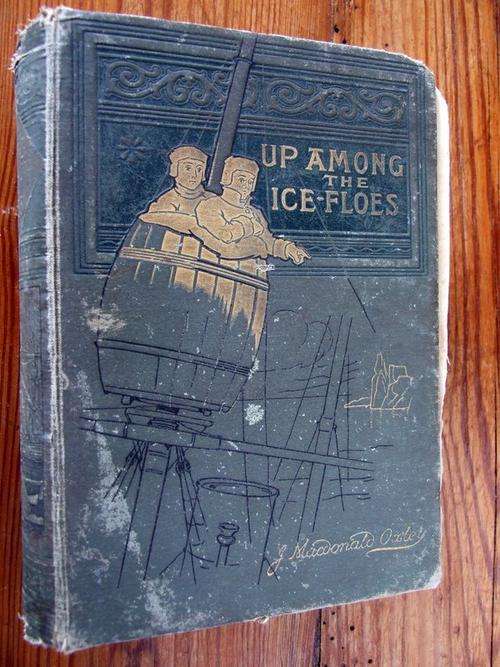 UP AMONG
THE
ICE-FLOES
J. Macdonald Oxley